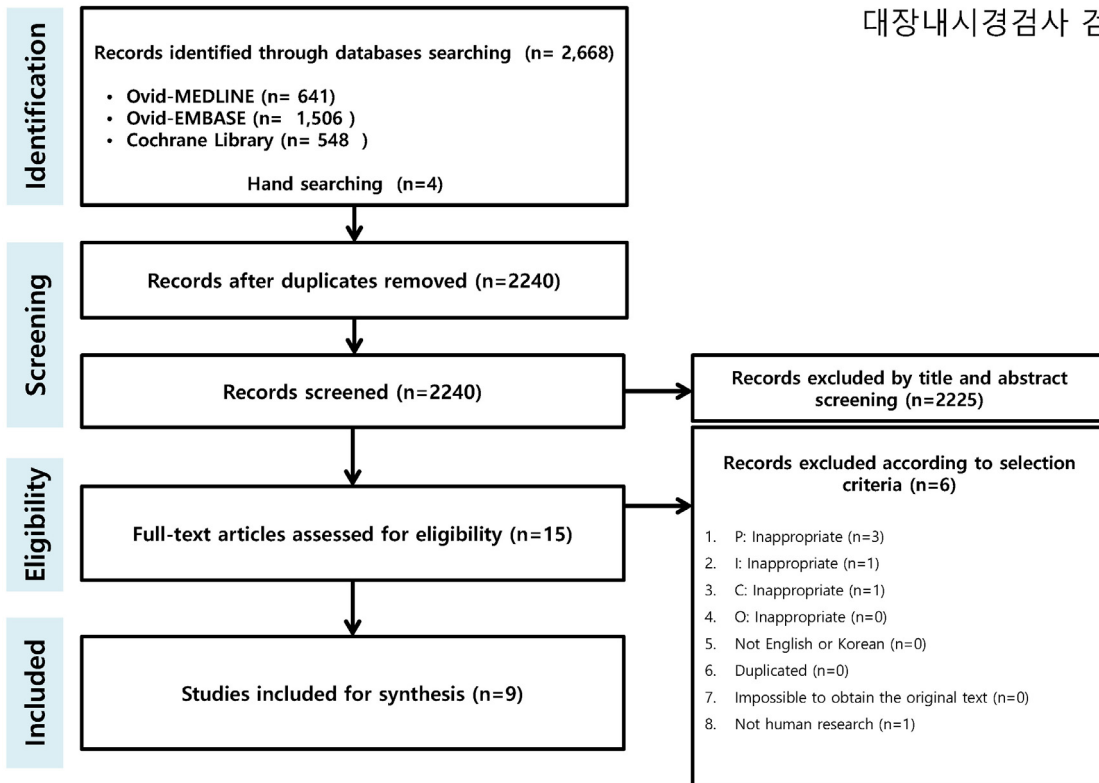 대장내시경검사 검
Identification
Records identified through databases searching (n= 2,668)
• Ovid-MEDLINE (n= 641)
• Ovid-EMBASE (n= 1,506 )
• Cochrane Library (n= 548 )
Hand searching (n=4)
Screening
Records after duplicates removed (n=2240)
Records screened (n=2240)
Records excluded by title and abstract
screening (n=2225)
Eligibility
Full-text articles assessed for eligibility (n=15)
Records excluded according to selection
criteria (n=6)
1. P: Inappropriate (n=3)
2. I: Inappropriate (n=1)
3. C: Inappropriate (n=1)
4. O: Inappropriate (n=0)
5. Not English or Korean (n=0)
6. Duplicated (n=0)
7. Impossible to obtain the original text (n=0)
8. Not human research (n=1)
Included
Studies included for synthesis (n=9)